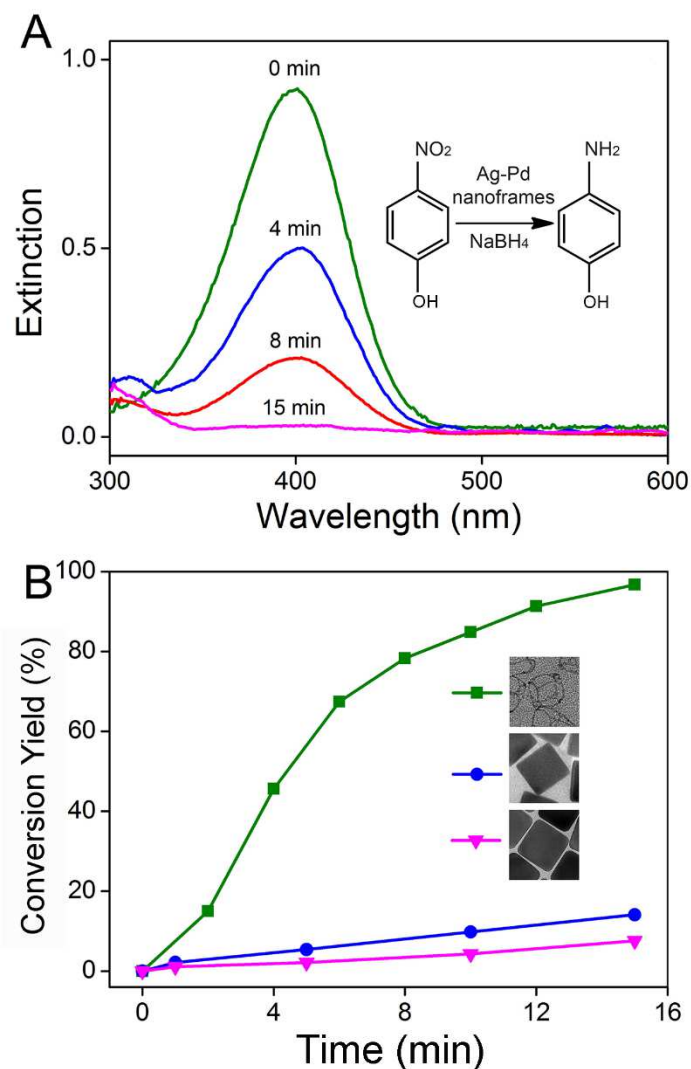 A
1.0
0.5
0.0
Extinction
0 min
4 min
8 min
15 min
NO₂
OH
Ag-Pd
nanoframes
NaBH₄
NH₂
OH
300
400
500
600
Wavelength (nm)
B
100
80
60
40
20
0
Conversion Yield (%)
0
4
8
12
16
Time (min)